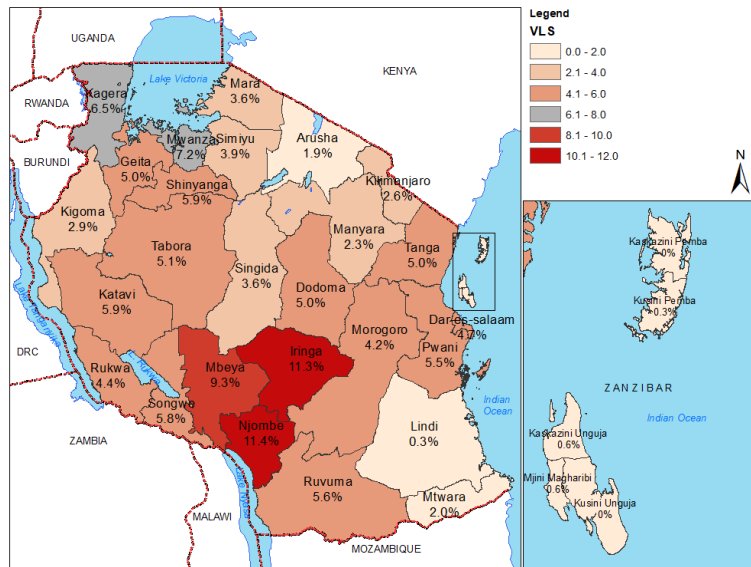 UGANDA
KENYA
RWANDA
BURUNDI
DRC
ZAMBIA
MALAWI
MOZAMBIQUE
Lake Victoria
Kagera
6.5%
Mara
3.6%
Mwanza
7.2%
Simiyu
3.9%
Arusha
1.9%
Geita
5.0%
Shinyanga
5.9%
Kilimanjaro
2.6%
Kigoma
2.9%
Manyara
2.3%
Tabora
5.1%
Tanga
5.0%
Singida
3.6%
Dodoma
5.0%
Katavi
5.9%
Morogoro
4.2%
Dar-es-salaam
4.7%
Pwani
5.5%
Iringa
11.3%
Mbeya
9.3%
Rukwa
4.4%
L. Rukwa
Songwe
5.8%
Njombe
11.4%
Lindi
0.3%
Ruvuma
5.6%
Mtwara
2.0%
Lake Tanganyika
Indian
Ocean
Legend
VLS
0.0 - 2.0
2.1 - 4.0
4.1 - 6.0
6.1 - 8.0
8.1 - 10.0
10.1 - 12.0
N
Kaskazini Pemba
0%
Kusini Pemba
0.3%
ZANZIBAR
Indian Ocean
Kaskazini Unguja
0.6%
Mjini Magharibi
0.6%
Kusini Unguja
0%